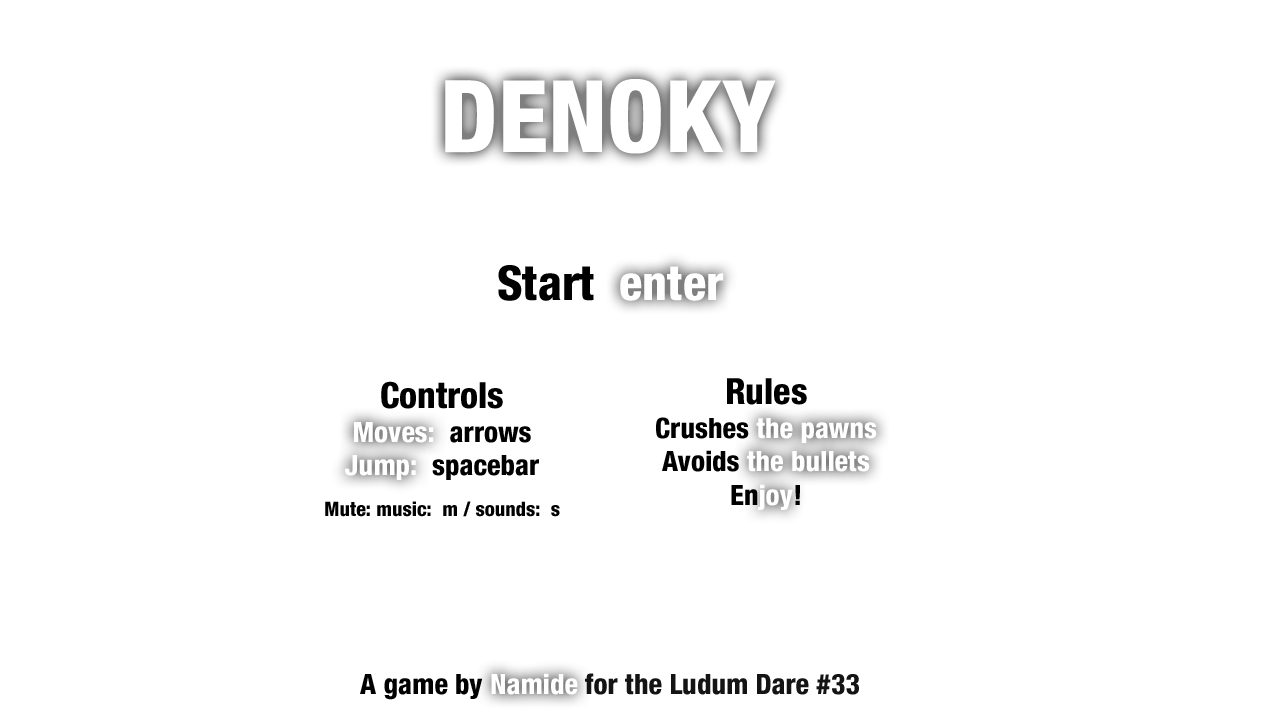 DENOKY
Start enter
Controls
Moves: arrows
Jump: spacebar
Mute: music: m / sounds: s
Rules
Crushes the pawns
Avoids the bullets
Enjoy!
A game by Namide for the Ludum Dare #33